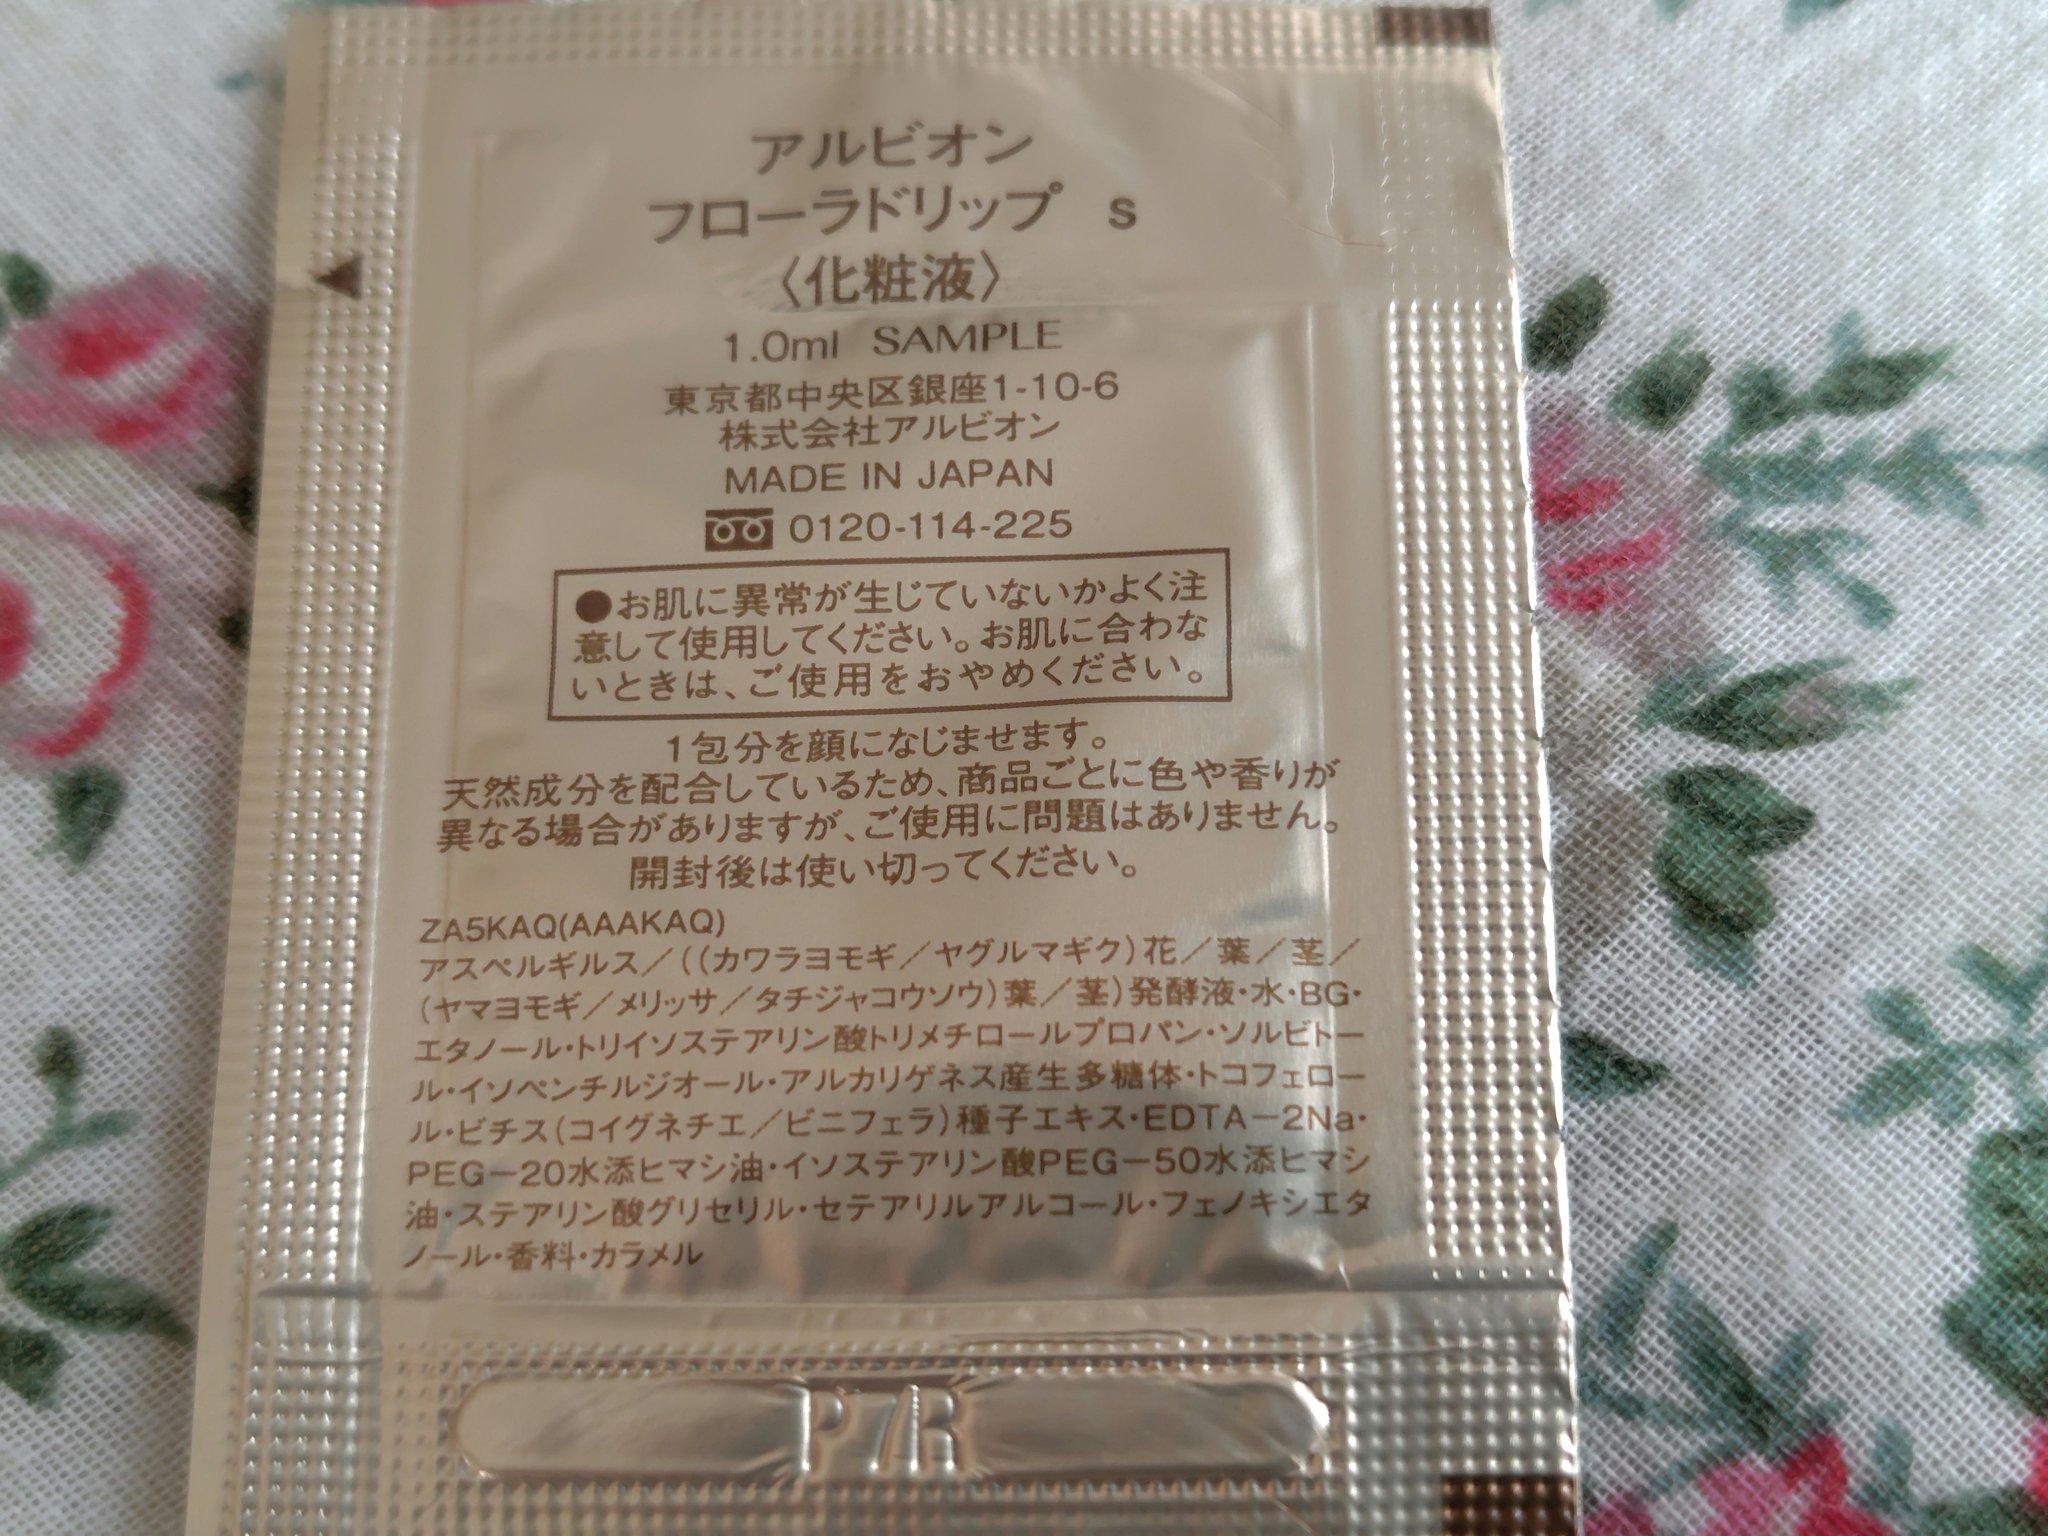 アルビオン
フローラドリップ s
〈化粧液〉
1.0ml SAMPLE
東京都中央区銀座1-10-6
株式会社アルビオン
MADE IN JAPAN
0120-114-225
●お肌に異常が生じていないかよく注
意して使用してください。お肌に合わな
いときは、ご使用をおやめください。
1包分を顔になじませます。
天然成分を配合しているため、商品ごとに色や香りが
異なる場合がありますが、ご使用に問題はありません。
開封後は使い切ってください。
ZA5KAQ(AAAKAQ)
アスペルギルス／((カワラヨモギ／ヤグルマギク)花／葉／茎／
(ヤマヨモギ／メリッサ／タチジャコウソウ)葉／茎)発酵液・水・BG・
エタノール・トリイソステアリン酸トリメチロールプロパン・ソルビトー
ル・イソペンチルジオール・アルカリゲネス産生多糖体・トコフェロー
ル・ビチス(コイグネチエ／ビニフェラ)種子エキス・EDTA－2Na・
PEG－20水添ヒマシ油・イソステアリン酸PEG－50水添ヒマシ
油・ステアリン酸グリセリル・セテアリルアルコール・フェノキシエタ
ノール・香料・カラメル
P7R